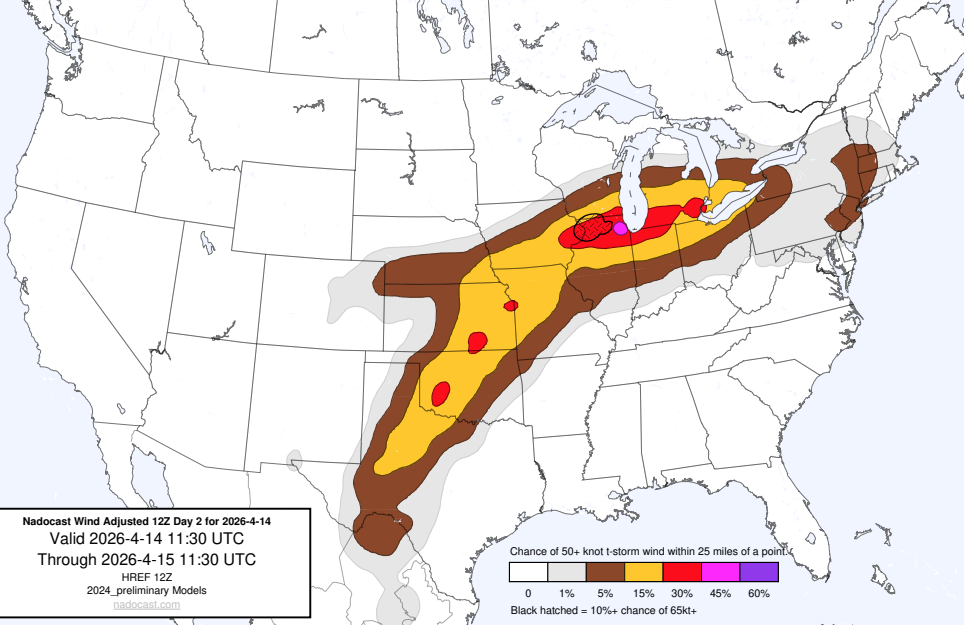 Nadocast Wind Adjusted 12Z Day 2 for 2026-4-14
Valid 2026-4-14 11:30 UTC
Through 2026-4-15 11:30 UTC
HREF 12Z
2024_preliminary Models
nadocast.com
Chance of 50+ knot t-storm wind within 25 miles of a point.
0 1% 5% 15% 30% 45% 60%
Black hatched = 10%+ chance of 65kt+